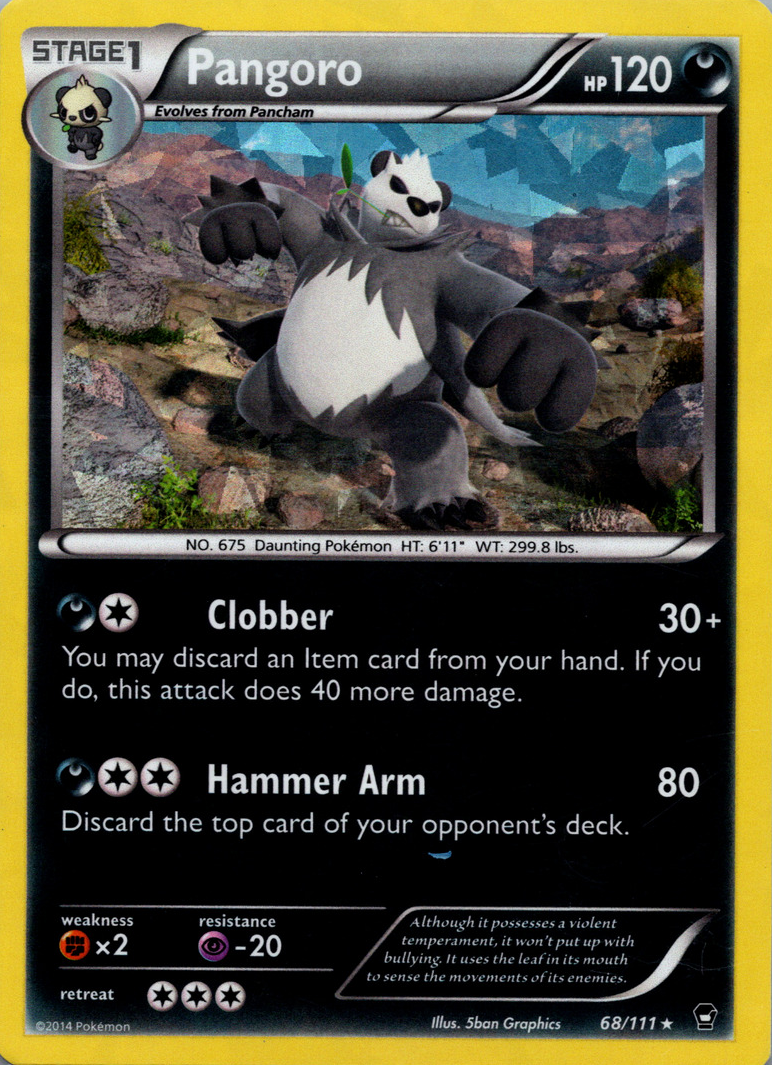 STAGE1
Pangoro
HP120
Evolves from Pancham
NO. 675 Daunting Pokémon HT: 6'11" WT: 299.8 lbs.
Clobber 30+
You may discard an Item card from your hand. If you
do, this attack does 40 more damage.
Hammer Arm 80
Discard the top card of your opponent's deck.
weakness
×2
resistance
-20
Although it possesses a violent
temperament, it won't put up with
bullying. It uses the leaf in its mouth
to sense the movements of its enemies.
retreat
©2014 Pokémon
Illus. 5ban Graphics
68/111★